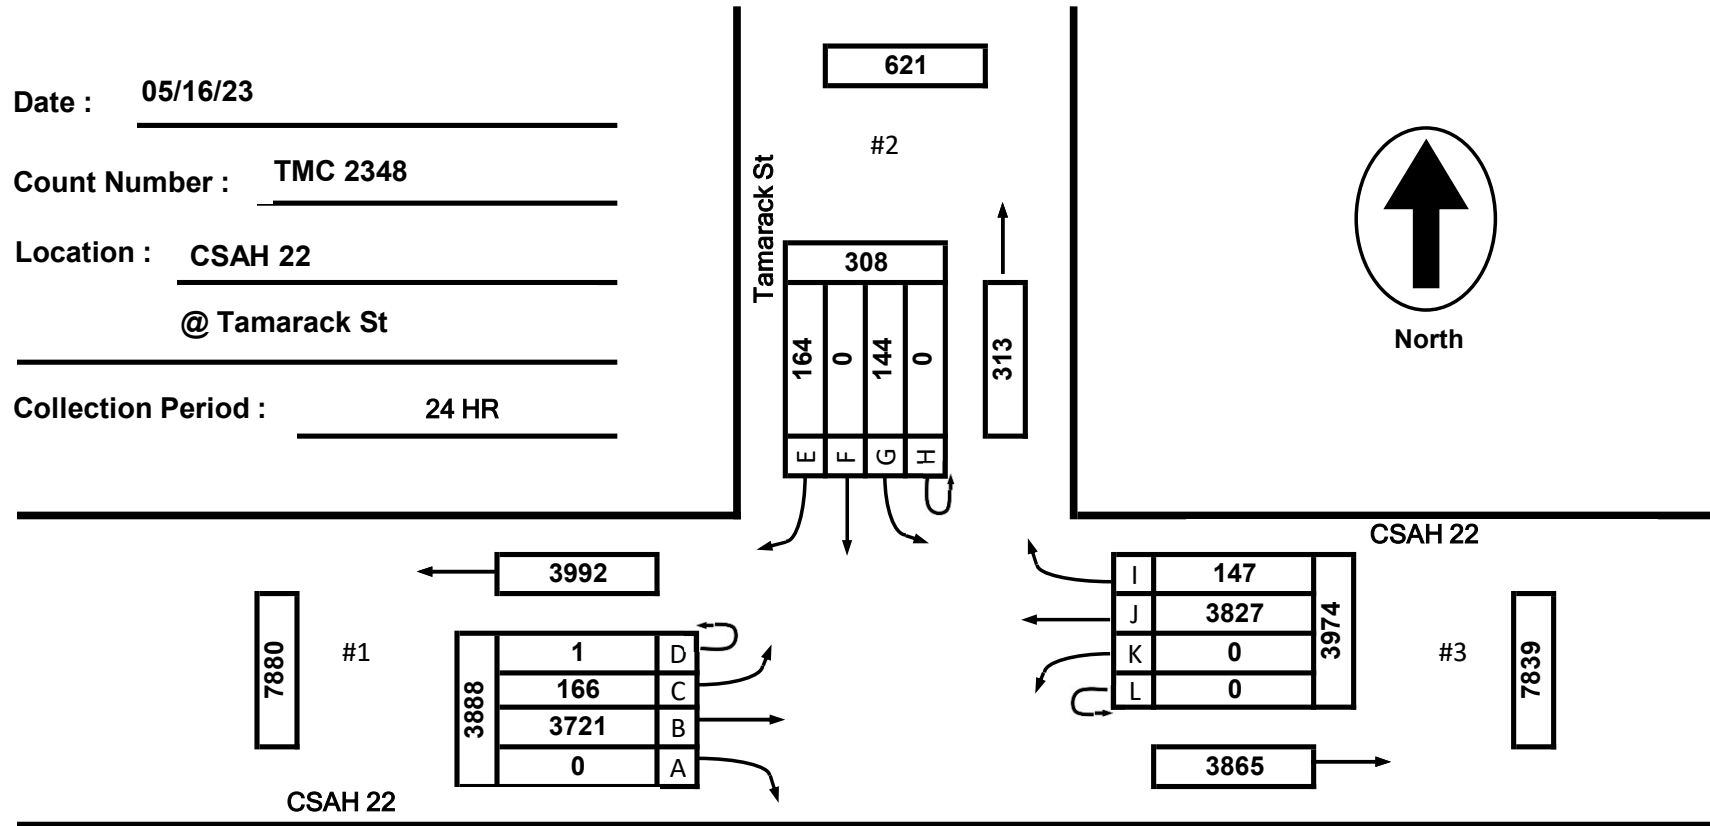 Date : 05/16/23
Count Number : TMC 2348
Location : CSAH 22
@ Tamarack St
Collection Period : 24 HR
621
#2
Tamarack St
308
164 0 144 0
E F G H
313
North
CSAH 22
3992
7880
#1
3888
1 D
166 C
3721 B
0 A
CSAH 22
I 147
J 3827
K 0
L 0
3974
#3
7839
3865